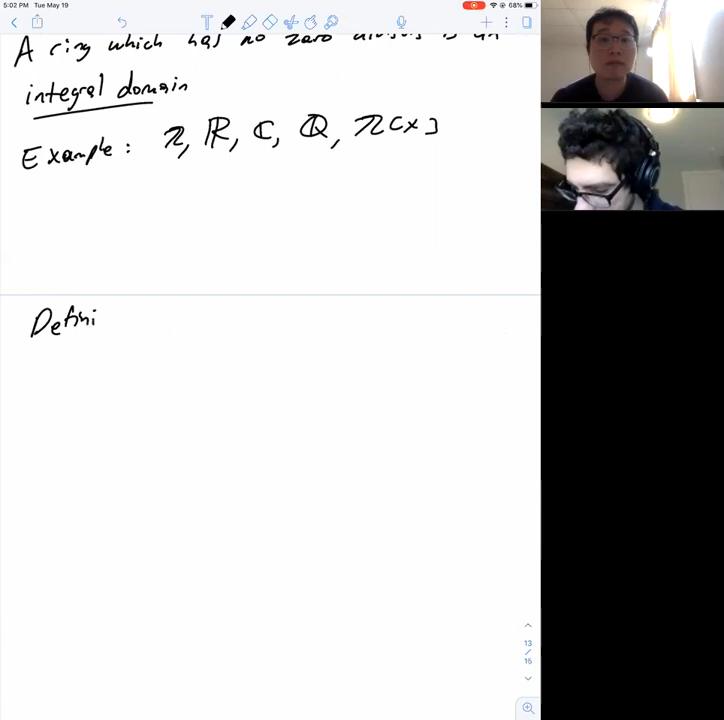 5:02 PM Tue May 19
68%
A ring which has no zero divisors is an
integral domain
Example: ℤ, ℝ, ℂ, ℚ, ℤ[x]
Defini
13
/
15